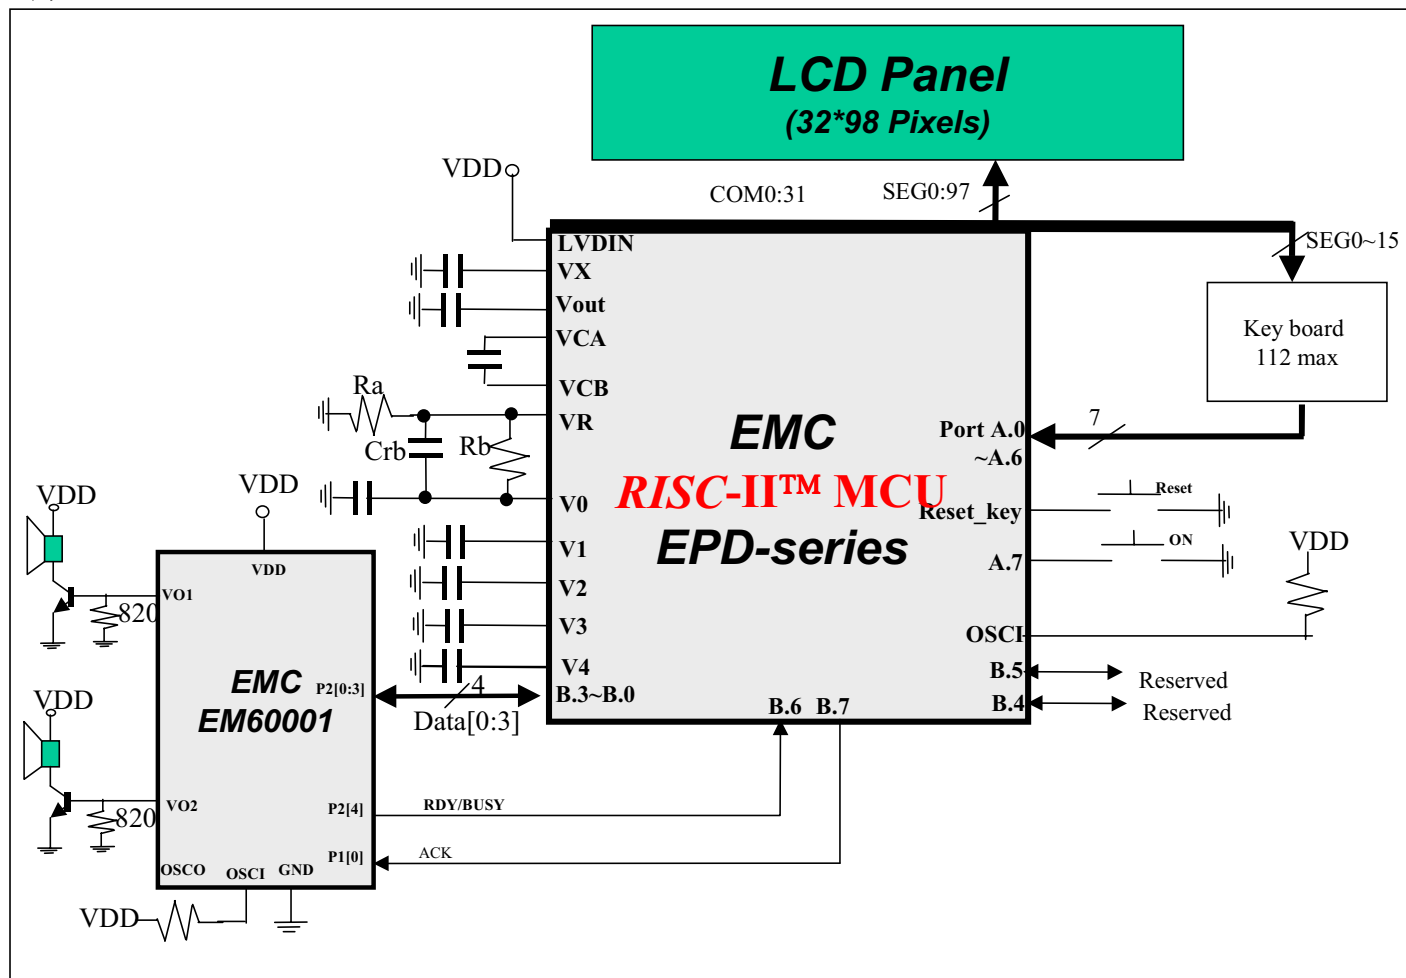 LCD Panel
(32*98 Pixels)
VDD
COM0:31
SEG0:97
SEG0~15
LVDIN
VX
Vout
VCA
VCB
Ra
VR
Crb
Rb
V0
V1
V2
V3
V4
B.3~B.0
EMC
RISC-II™ MCU
EPD-series
Key board
112 max
7
Port A.0
~A.6
Reset
Reset_key
ON
A.7
VDD
OSCI
B.5
Reserved
B.4
Reserved
B.6
B.7
4
Data[0:3]
VDD
VDD
VDD
VO1
820
EMC
EM60001
P2[0:3]
VDD
VO2
820
P2[4]
RDY/BUSY
P1[0]
ACK
OSCO
OSCI
GND
VDD